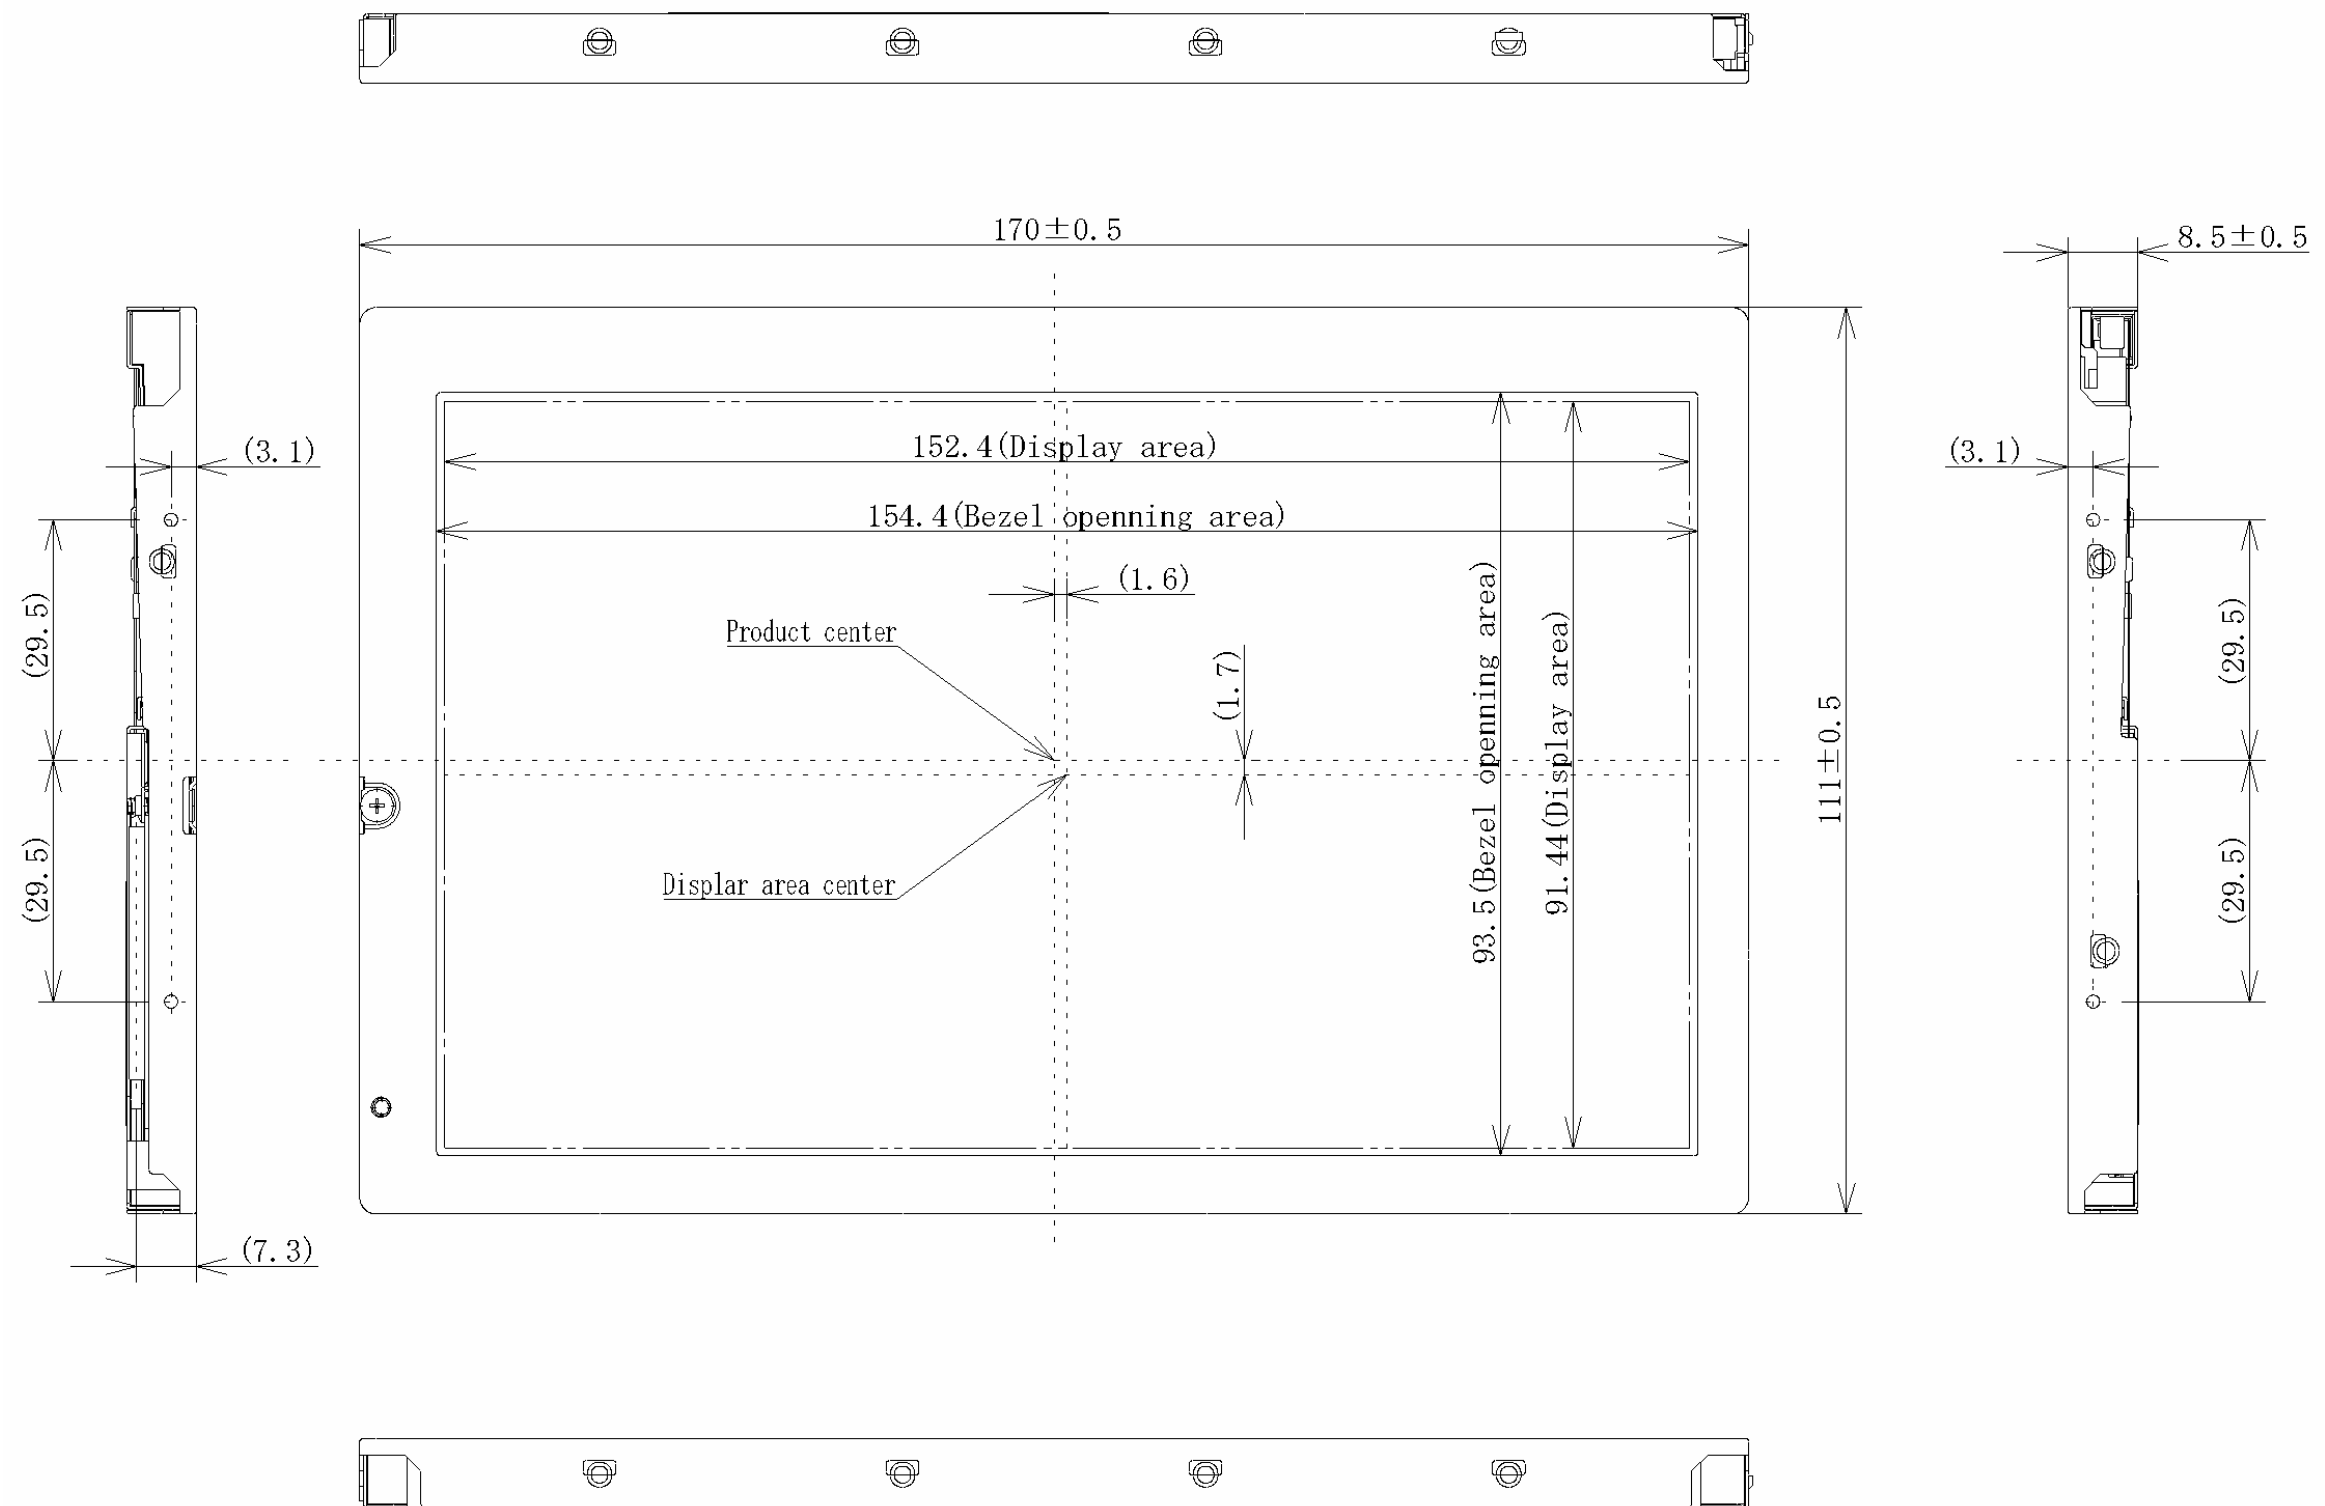 170±0.5
8.5±0.5
(3.1)
152.4(Display area)
(3.1)
154.4(Bezel openning area)
(1.6)
(29.5)
Product center
(1.7)
93.5(Bezel openning area)
91.44(Display area)
111±0.5
(29.5)
(29.5)
Displar area center
(29.5)
(7.3)